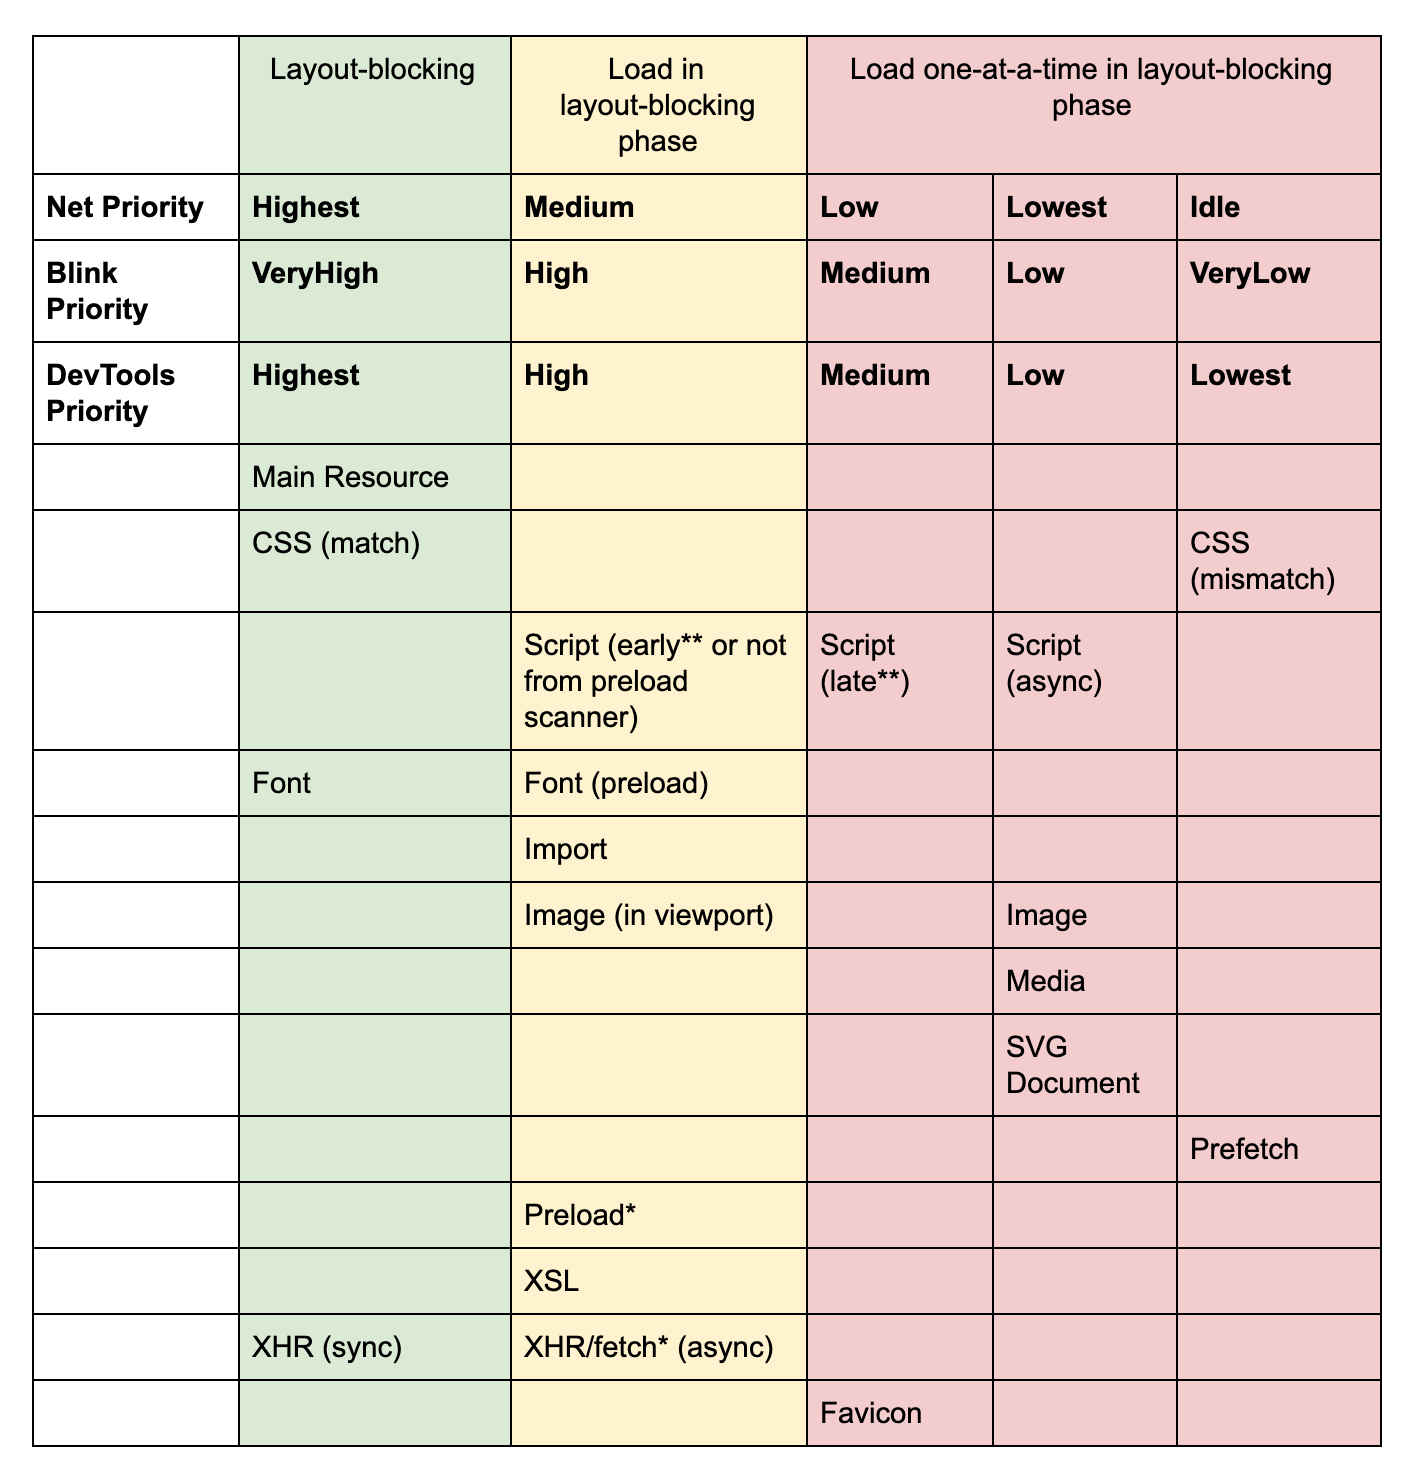 Layout-blocking
Load in
layout-blocking
phase
Load one-at-a-time in layout-blocking
phase
Net Priority
Highest
Medium
Low
Lowest
Idle
Blink
Priority
VeryHigh
High
Medium
Low
VeryLow
DevTools
Priority
Highest
High
Medium
Low
Lowest
Main Resource
CSS (match)
CSS
(mismatch)
Script (early** or not
from preload
scanner)
Script
(late**)
Script
(async)
Font
Font (preload)
Import
Image (in viewport)
Image
Media
SVG
Document
Prefetch
Preload*
XSL
XHR (sync)
XHR/fetch* (async)
Favicon